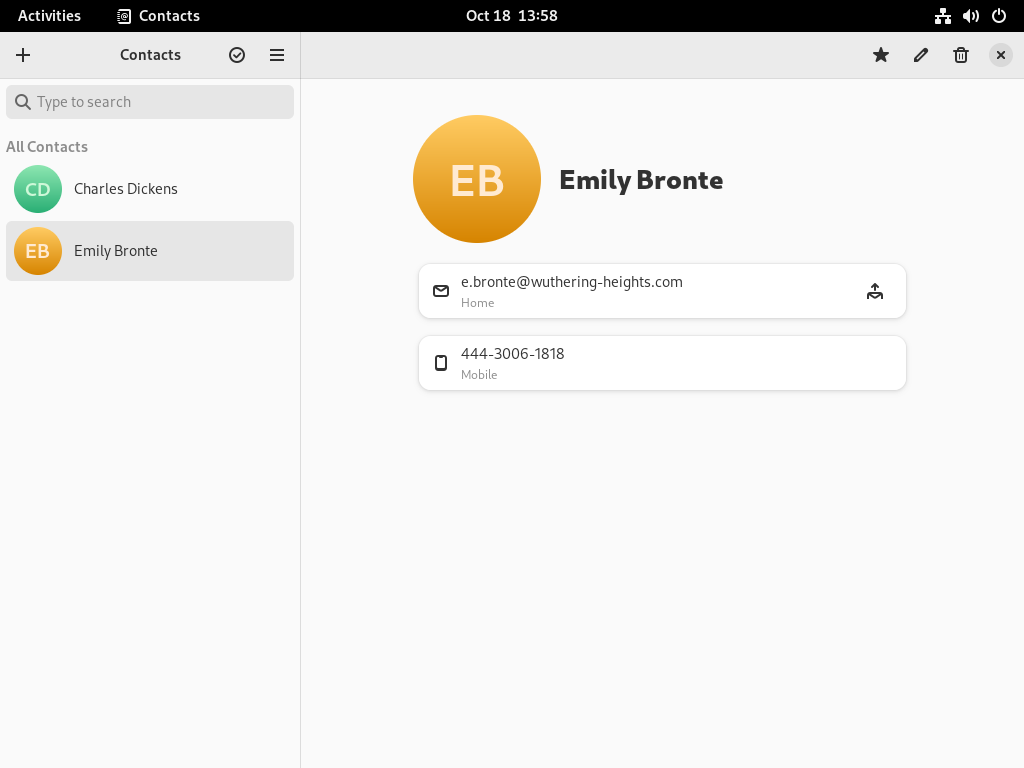 Activities
Contacts
Oct 18 13:58
Contacts
Type to search
All Contacts
CD
Charles Dickens
EB
Emily Bronte
EB
Emily Bronte
e.bronte@wuthering-heights.com
Home
444-3006-1818
Mobile